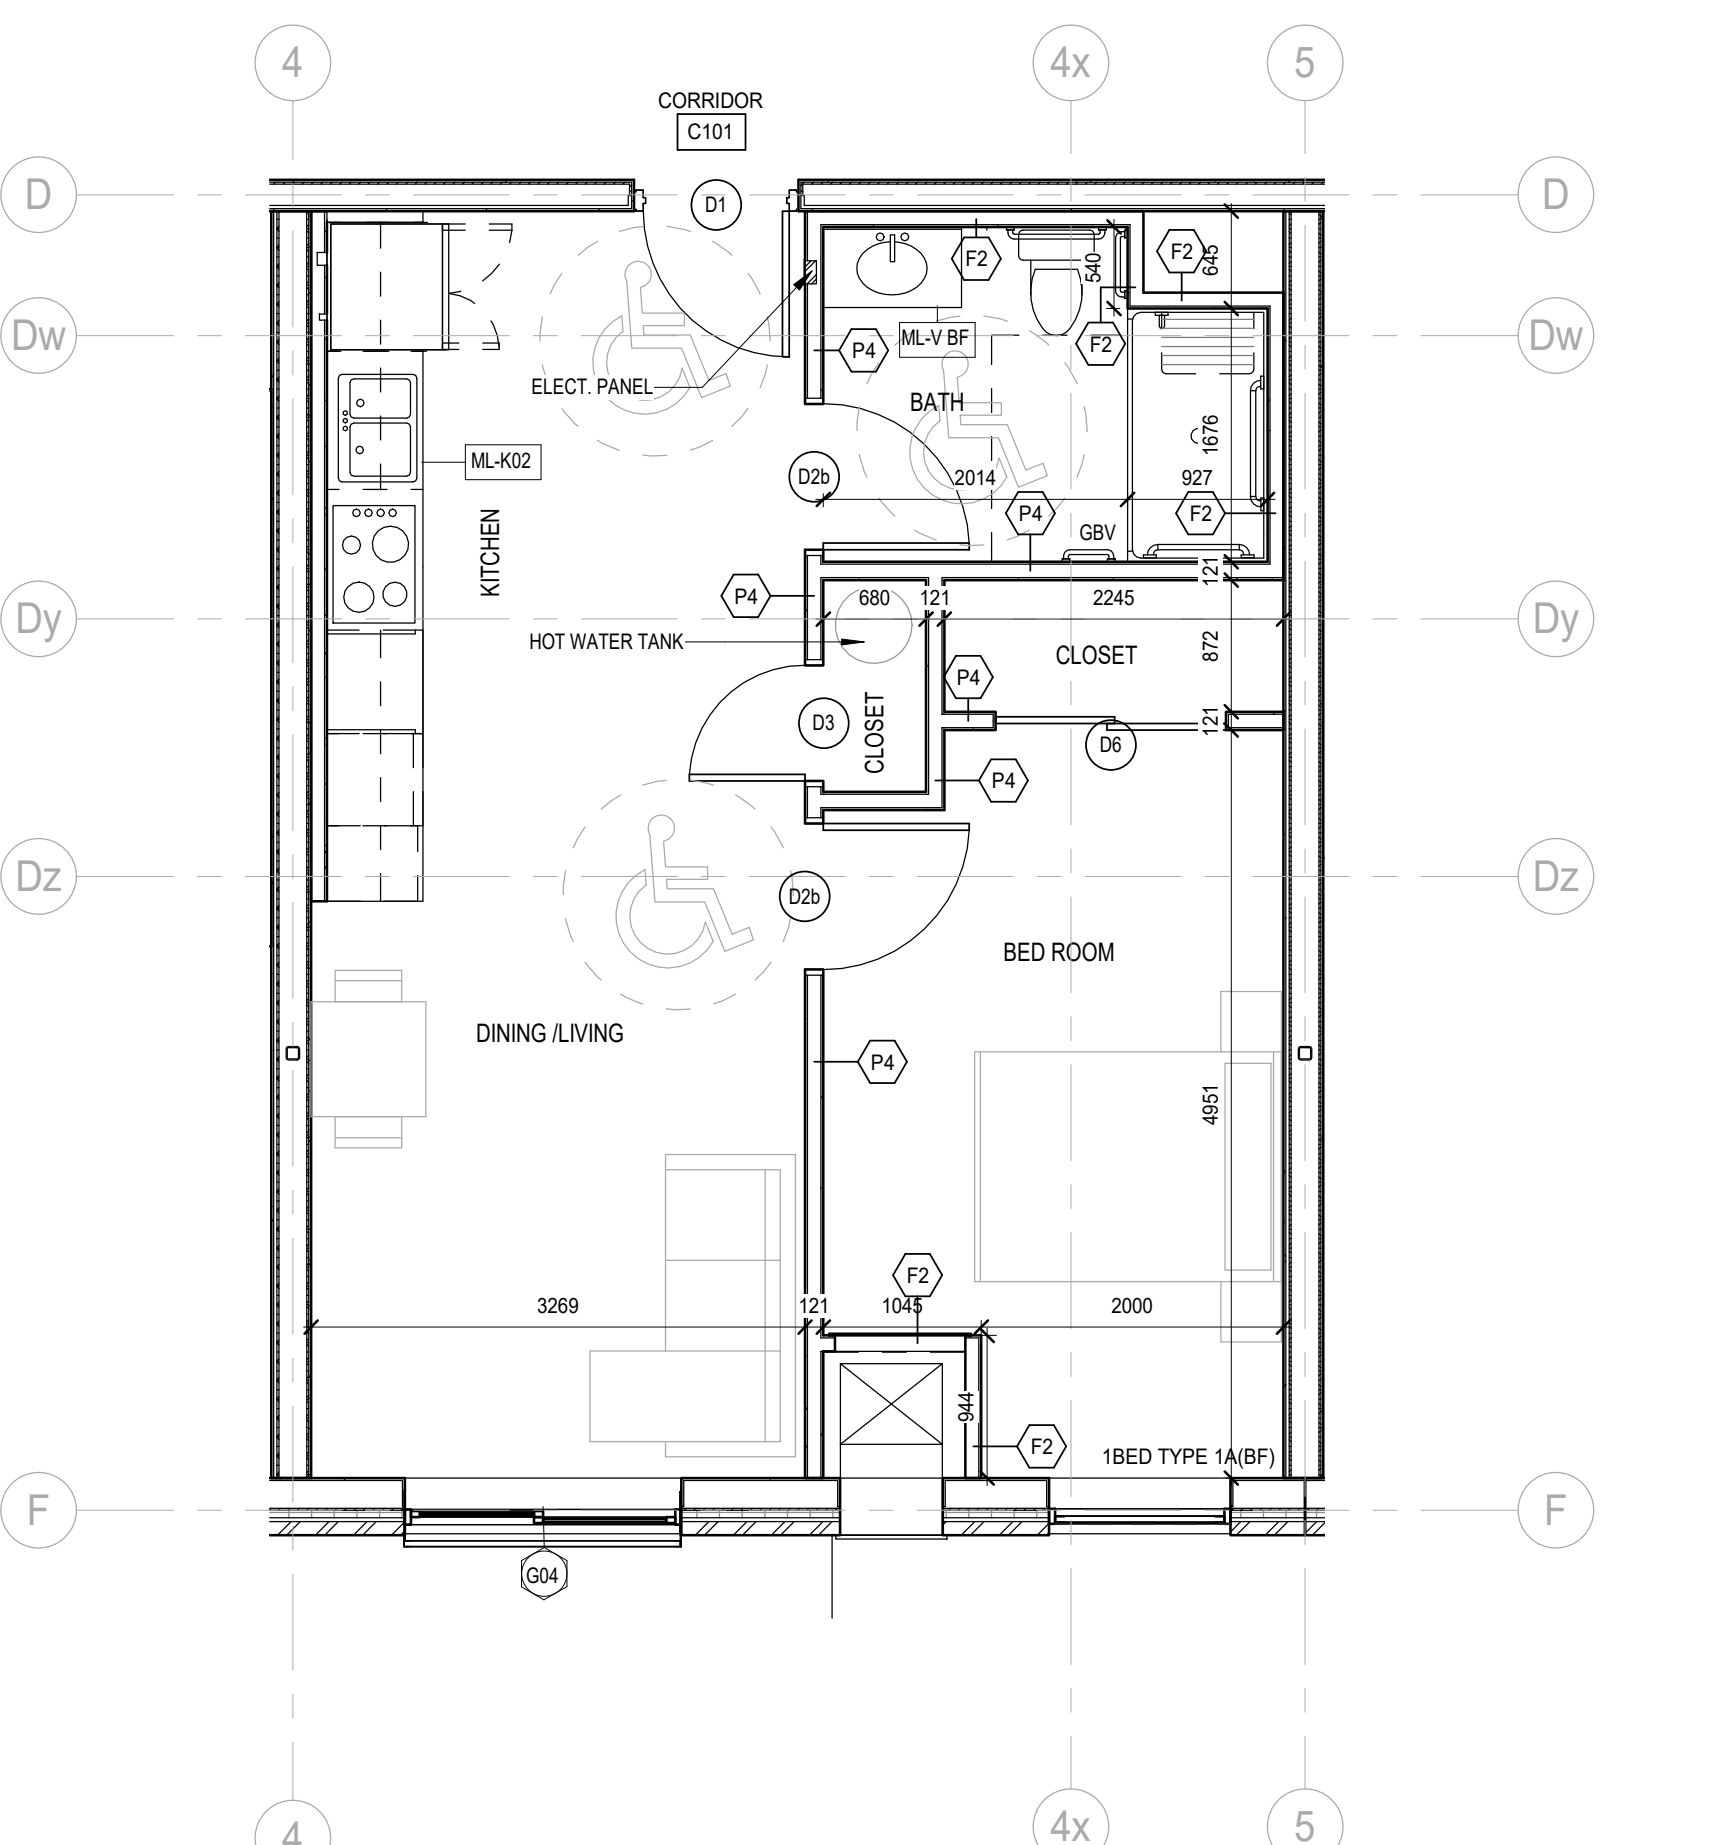 4
4x
5
CORRIDOR
C101
D
D1
D
F2
540
F2
645
Dw
ML-V BF
P4
F2
Dw
ELECT. PANEL
BATH
1676
ML-K02
D2b
2014
927
P4
F2
KITCHEN
GBV
121
P4
680
121
2245
Dy
Dy
HOT WATER TANK
CLOSET
872
P4
D3
CLOSET
121
D6
P4
Dz
D2b
Dz
BED ROOM
DINING /LIVING
P4
4951
F2
3269
121
1045
2000
944
F2
1BED TYPE 1A(BF)
F
F
G04
4
4x
5